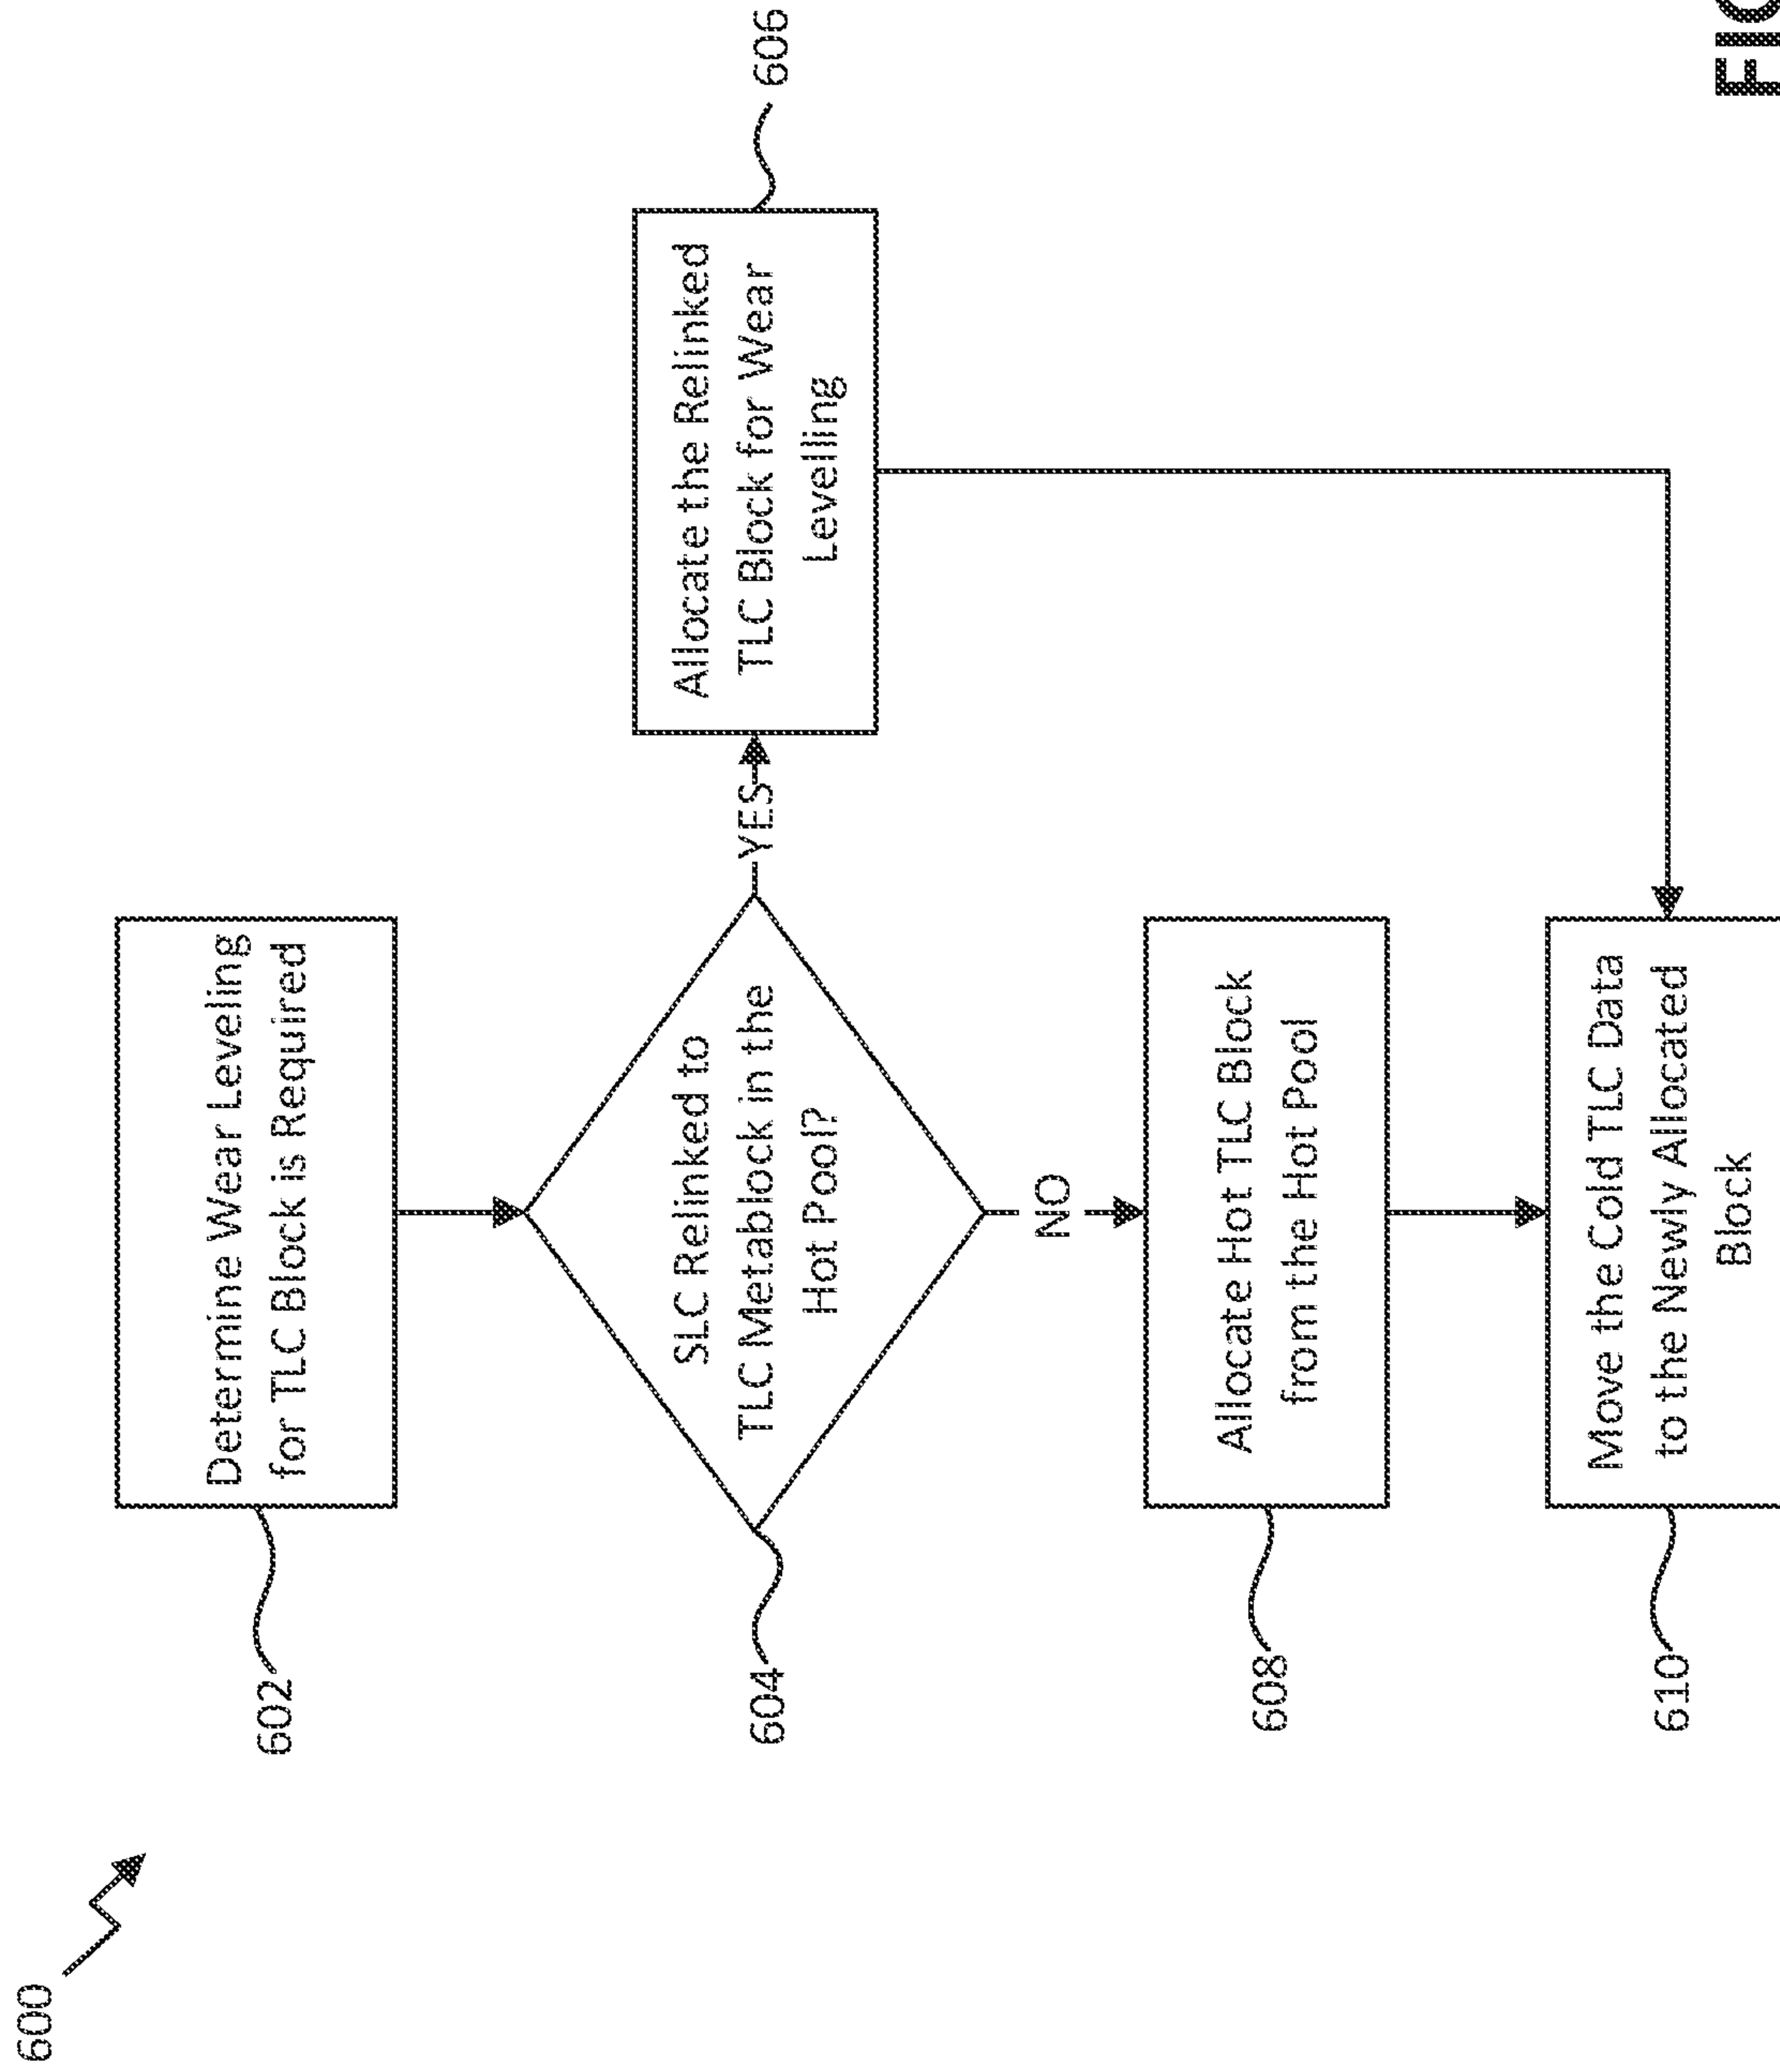 600
602
Determine Wear Leveling
for TLC Block is Required
604
SLC Relinked to
TLC Metablock in the
Hot Pool?
YES
Allocate the Relinked
TLC Block for Wear
Levelling
606
NO
608
Allocate Hot TLC Block
from the Hot Pool
610
Move the Cold TLC Data
to the Newly Allocated
Block